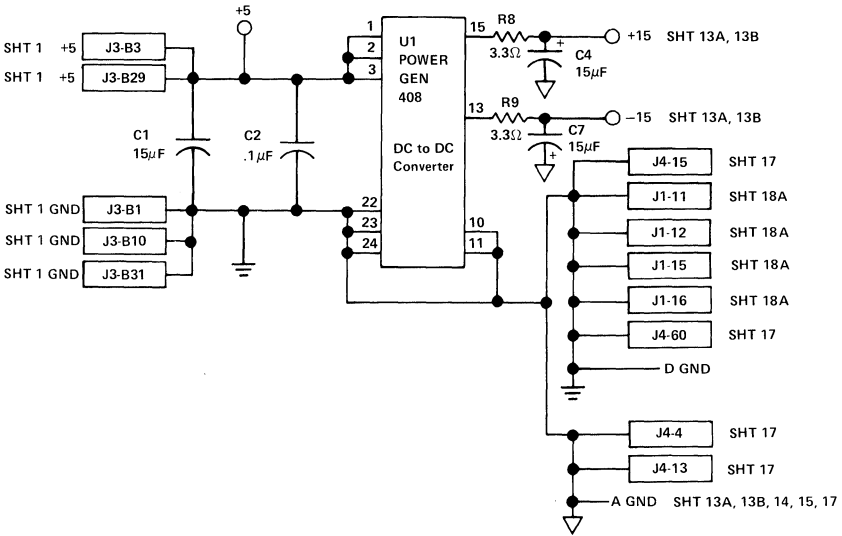 +5
SHT 1 +5 J3-B3
SHT 1 +5 J3-B29
C1
15μF
C2
.1μF
SHT 1 GND J3-B1
SHT 1 GND J3-B10
SHT 1 GND J3-B31
1
2
3
U1
POWER
GEN
408
DC to DC
Converter
22
23
24
15
13
10
11
R8
3.3Ω
+
C4
15μF
+15 SHT 13A, 13B
R9
3.3Ω
C7
15μF
+
−15 SHT 13A, 13B
J4-15 SHT 17
J1-11 SHT 18A
J1-12 SHT 18A
J1-15 SHT 18A
J1-16 SHT 18A
J4-60 SHT 17
D GND
J4-4 SHT 17
J4-13 SHT 17
A GND SHT 13A, 13B, 14, 15, 17